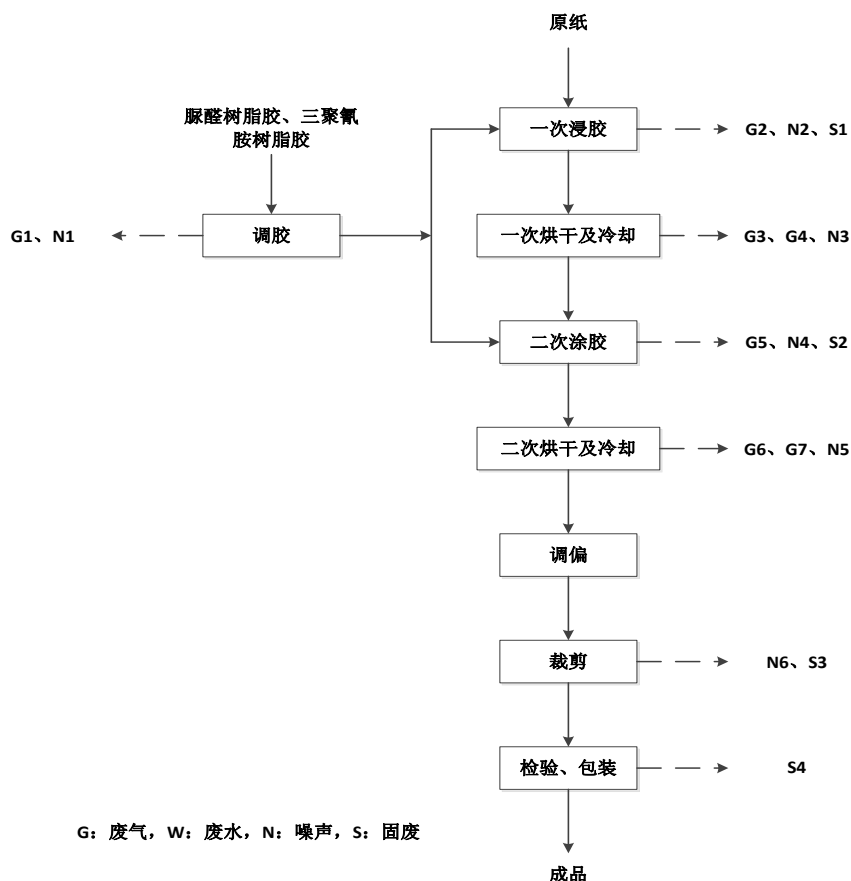 原纸
脲醛树脂胶、三聚氰
胺树脂胶
一次浸胶
G2、N2、S1
G1、N1
调胶
一次烘干及冷却
G3、G4、N3
二次涂胶
G5、N4、S2
二次烘干及冷却
G6、G7、N5
调偏
裁剪
N6、S3
检验、包装
S4
G：废气，W：废水，N：噪声，S：固废
成品